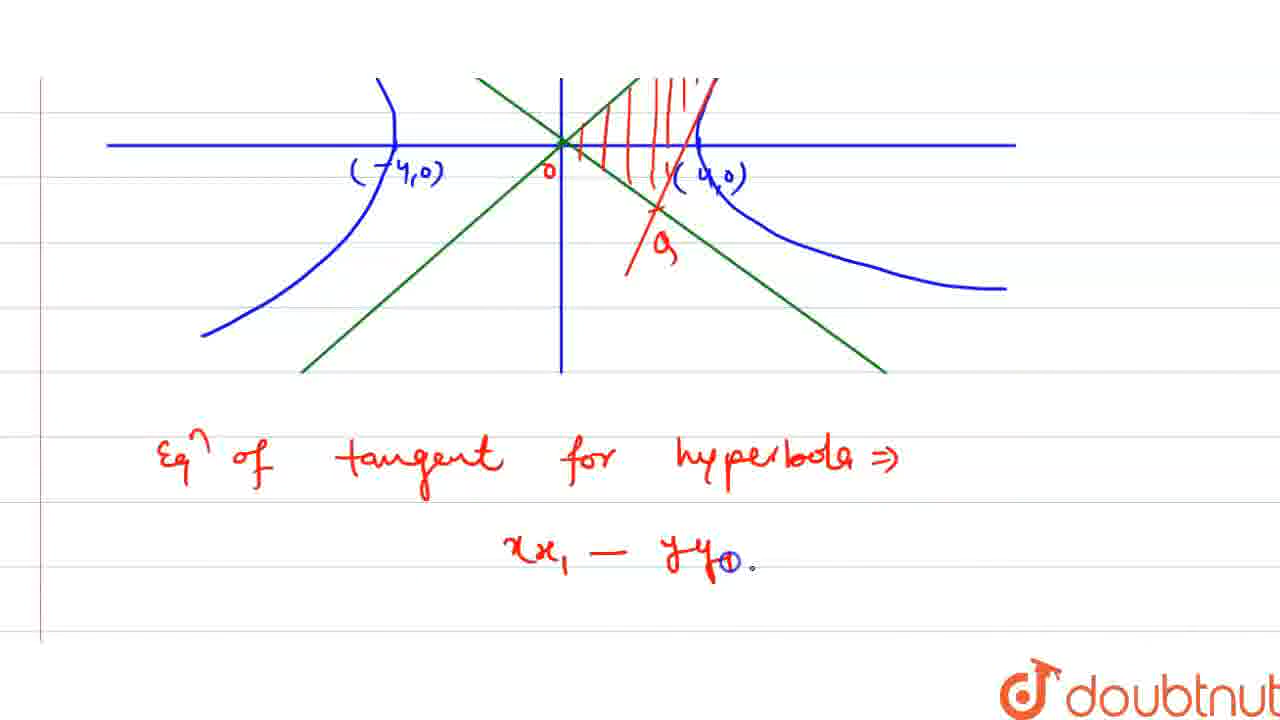 (-4,0) O (4,0)
Q
Eqⁿ of tangent for hyperbola ⇒
xx₁ — yy₁
doubtnut